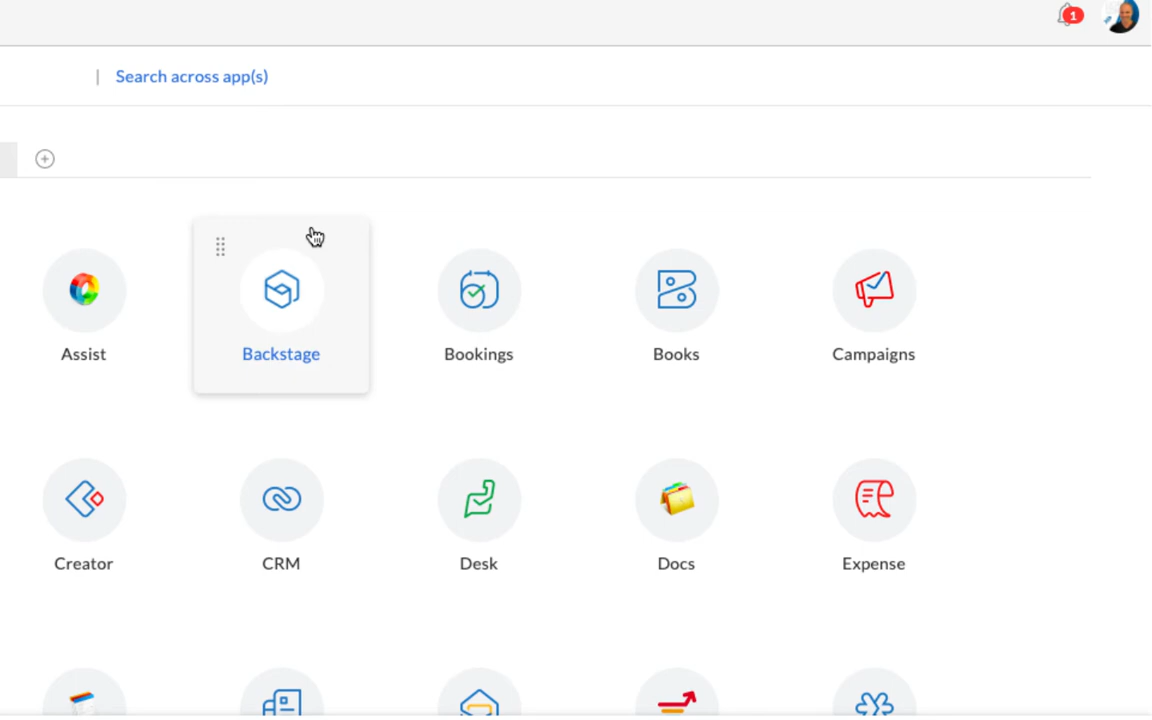 1
| Search across app(s)
Assist
Backstage
Bookings
Books
Campaigns
Creator
CRM
Desk
Docs
Expense